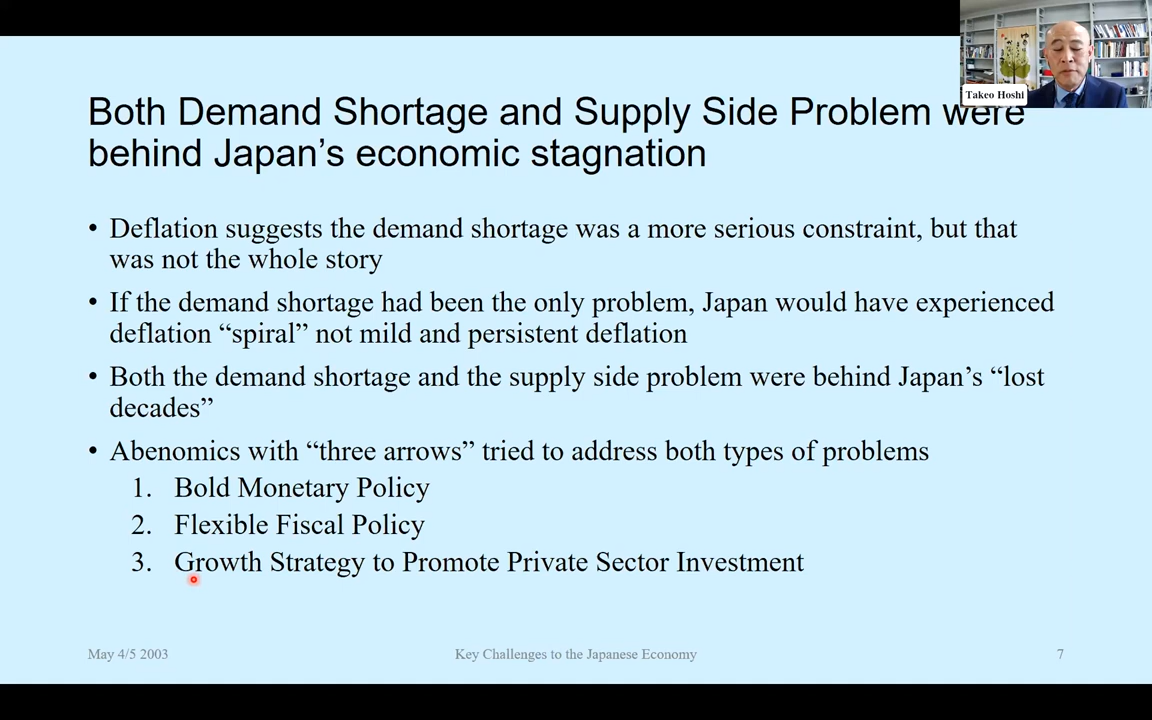 Takeo Hoshi
Both Demand Shortage and Supply Side Problem were
behind Japan’s economic stagnation
• Deflation suggests the demand shortage was a more serious constraint, but that
was not the whole story
• If the demand shortage had been the only problem, Japan would have experienced
deflation “spiral” not mild and persistent deflation
• Both the demand shortage and the supply side problem were behind Japan’s “lost
decades”
• Abenomics with “three arrows” tried to address both types of problems
1. Bold Monetary Policy
2. Flexible Fiscal Policy
3. Growth Strategy to Promote Private Sector Investment
May 4/5 2003 Key Challenges to the Japanese Economy 7